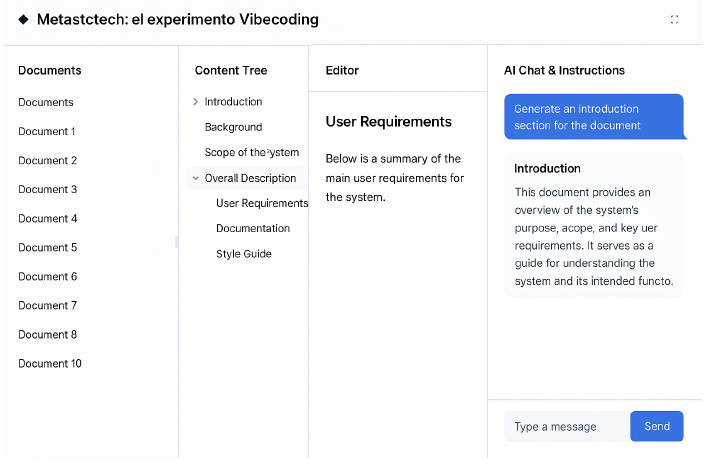 ◆ Metastctech: el experimento Vibecoding
Documents
Documents
Document 1
Document 2
Document 3
Document 4
Document 5
Document 6
Document 7
Document 8
Document 10
Content Tree
Introduction
Background
Scope of the system
Overall Description
User Requirements
Documentation
Style Guide
Editor
User Requirements
Below is a summary of the
main user requirements for
the system.
AI Chat & Instructions
Generate an introduction
section for the document
Introduction
This document provides an
overview of the system's
purpose, acope, and key uer
requirements. It serves as a
guide for understanding the
system and its intended functo.
Type a message
Send